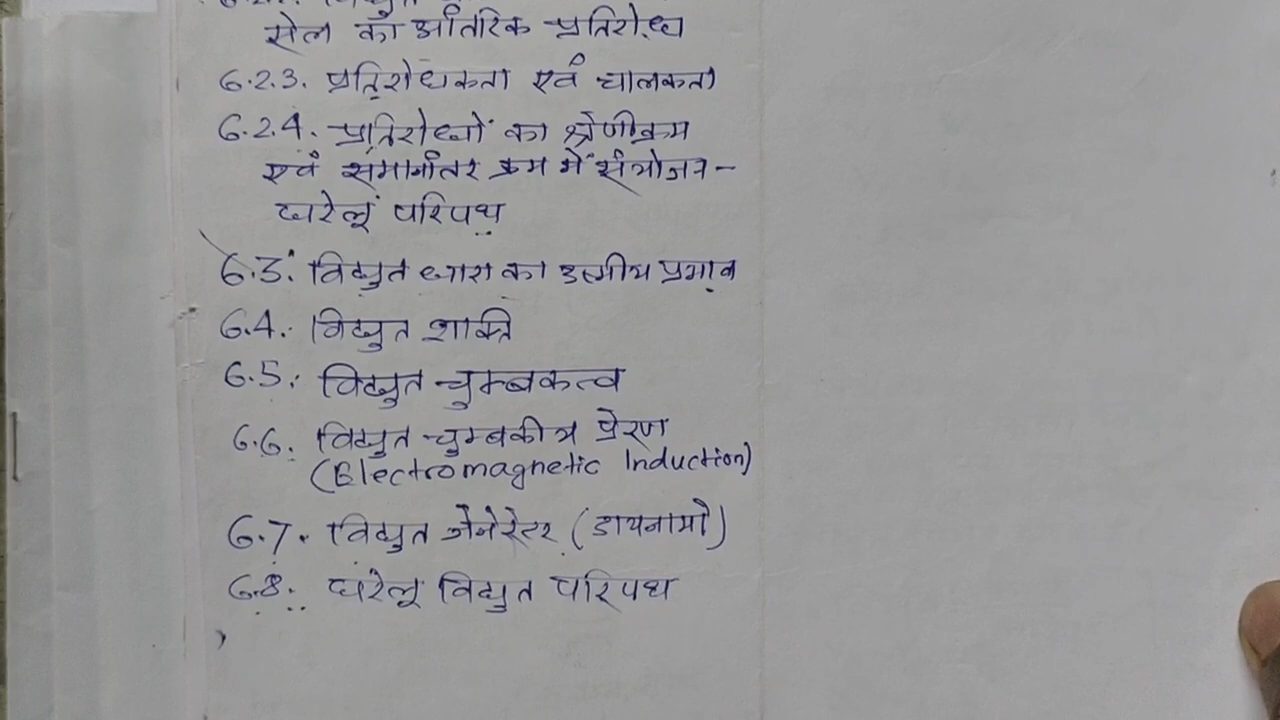 सेल का आंतरिक प्रतिरोध
6.2.3. प्रतिरोधकता एवं चालकता
6.2.4. प्रतिरोधों का श्रेणीक्रम
एवं समानांतर क्रम में संयोजन -
घरेलू परिपथ
6.3. विद्युत धारा का उष्मीय प्रभाव
6.4. विद्युत शक्ति
6.5. विद्युत चुम्बकत्व
6.6. विद्युत चुम्बकीय प्रेरण
(Electromagnetic Induction)
6.7. विद्युत जेनेरेटर (डायनामो)
6.8. घरेलू विद्युत परिपथ